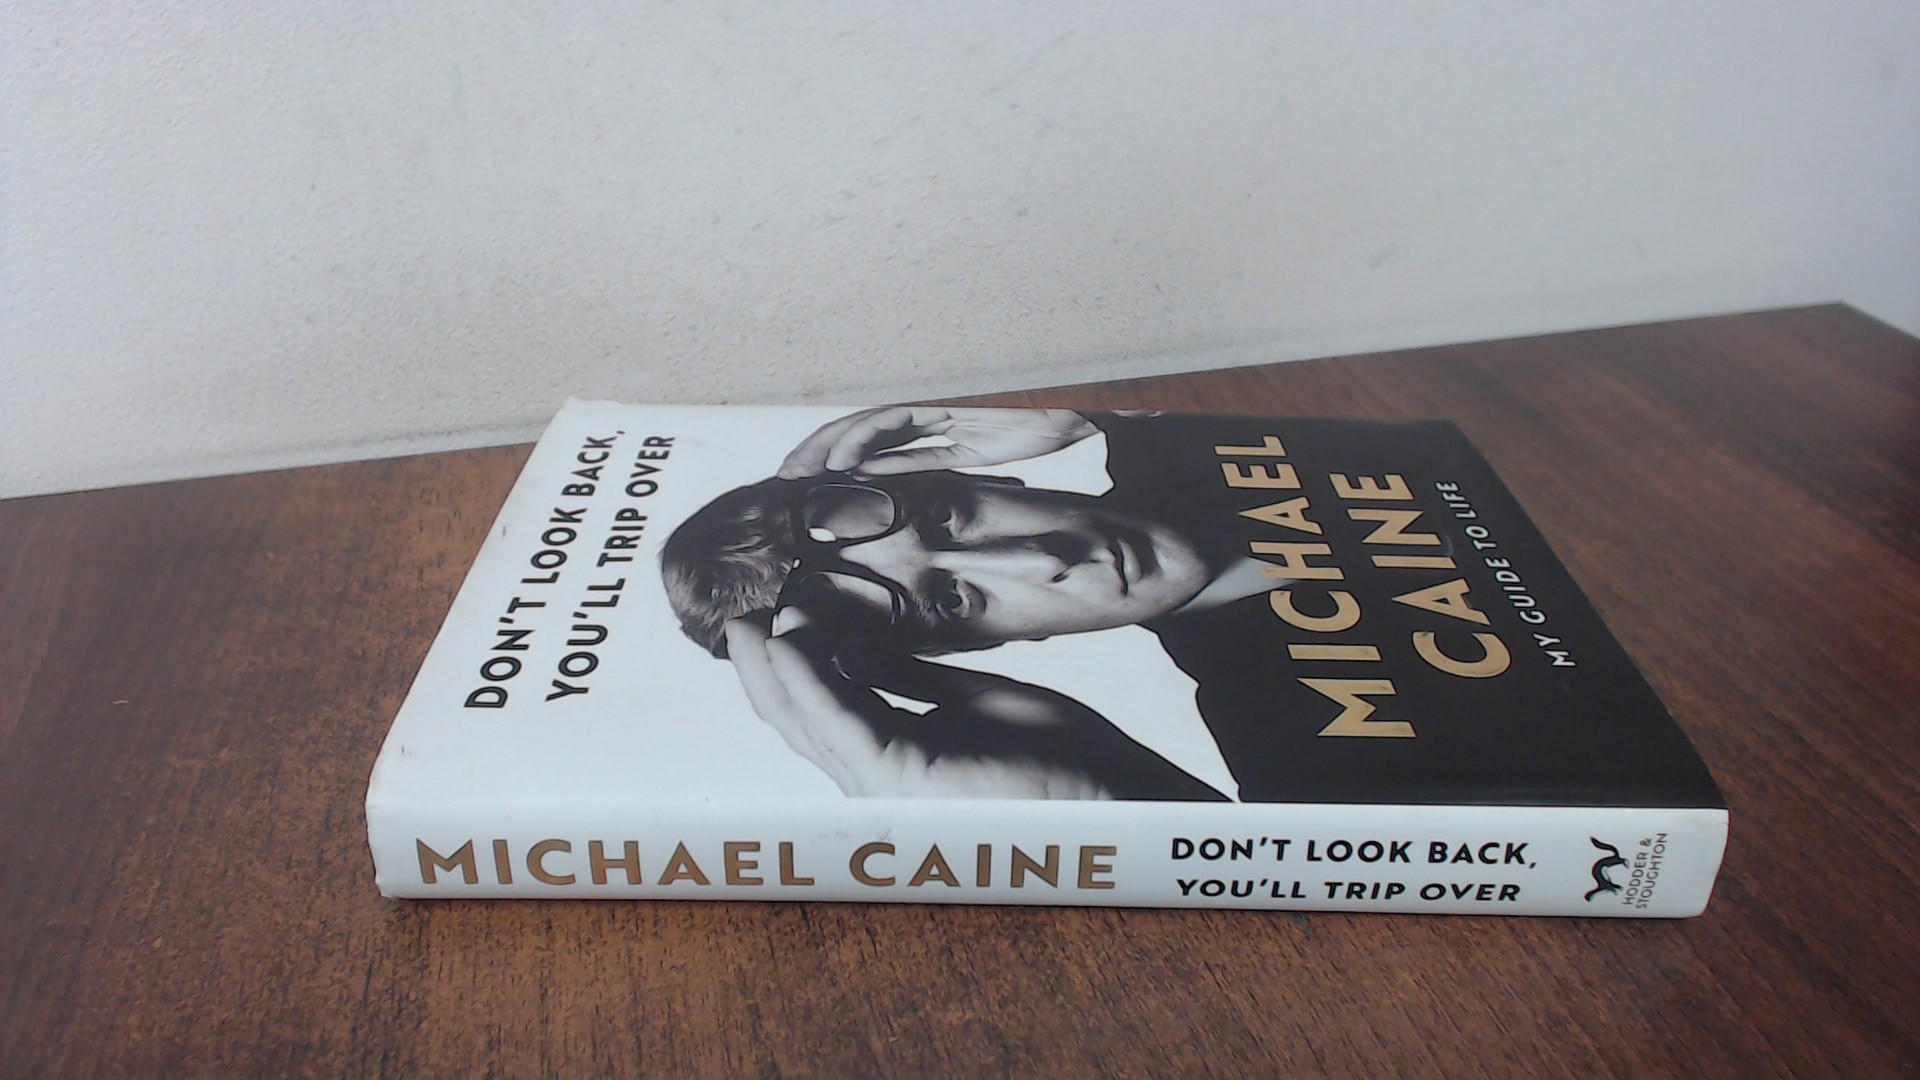 DON'T LOOK BACK,
YOU'LL TRIP OVER
MICHAEL
CAINE
MY GUIDE TO LIFE
MICHAEL CAINE
DON'T LOOK BACK,
YOU'LL TRIP OVER
HODDER &
STOUGHTON